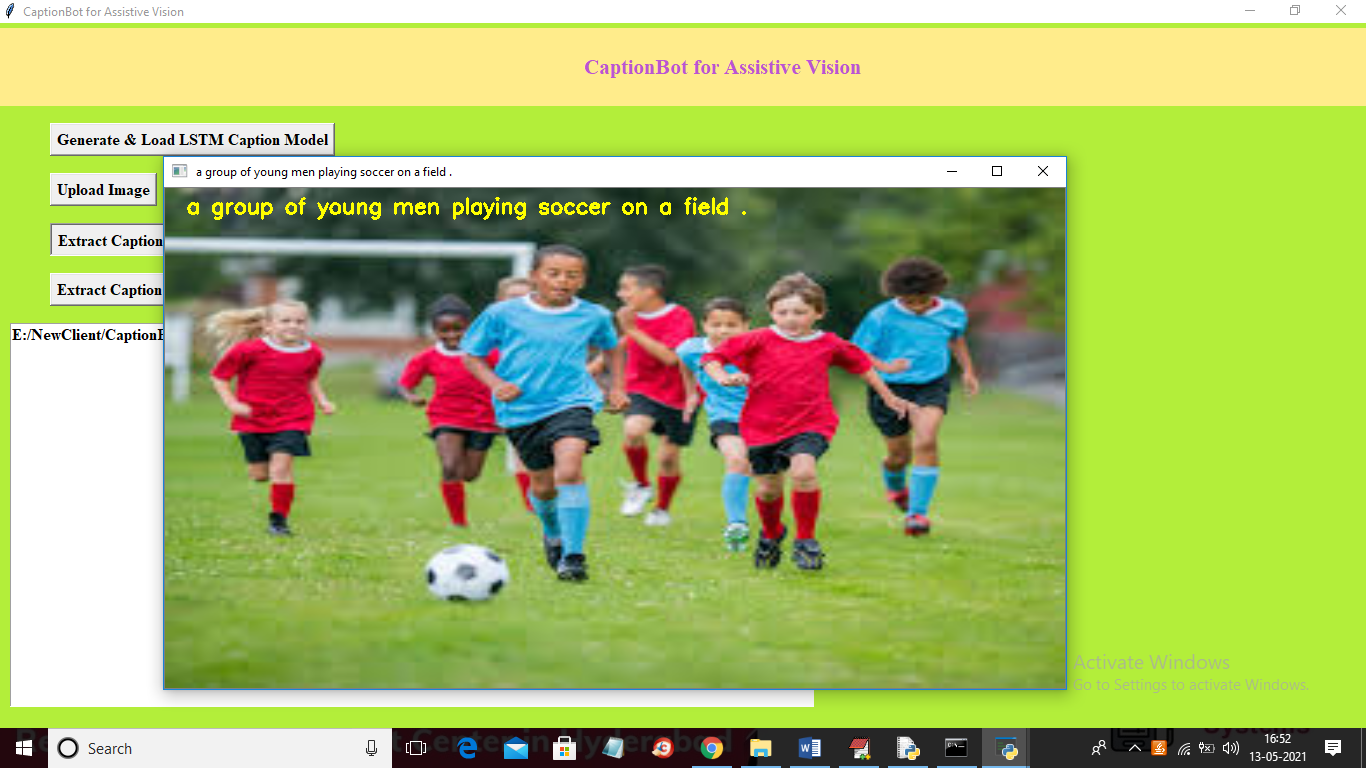 CaptionBot for Assistive Vision
CaptionBot for Assistive Vision
Generate & Load LSTM Caption Model
a group of young men playing soccer on a field .
Upload Image
a group of young men playing soccer on a field .
Extract Caption
Extract Caption
E:/NewClient/Caption
Activate Windows
Go to Settings to activate Windows.
Search
16:52
13-05-2021